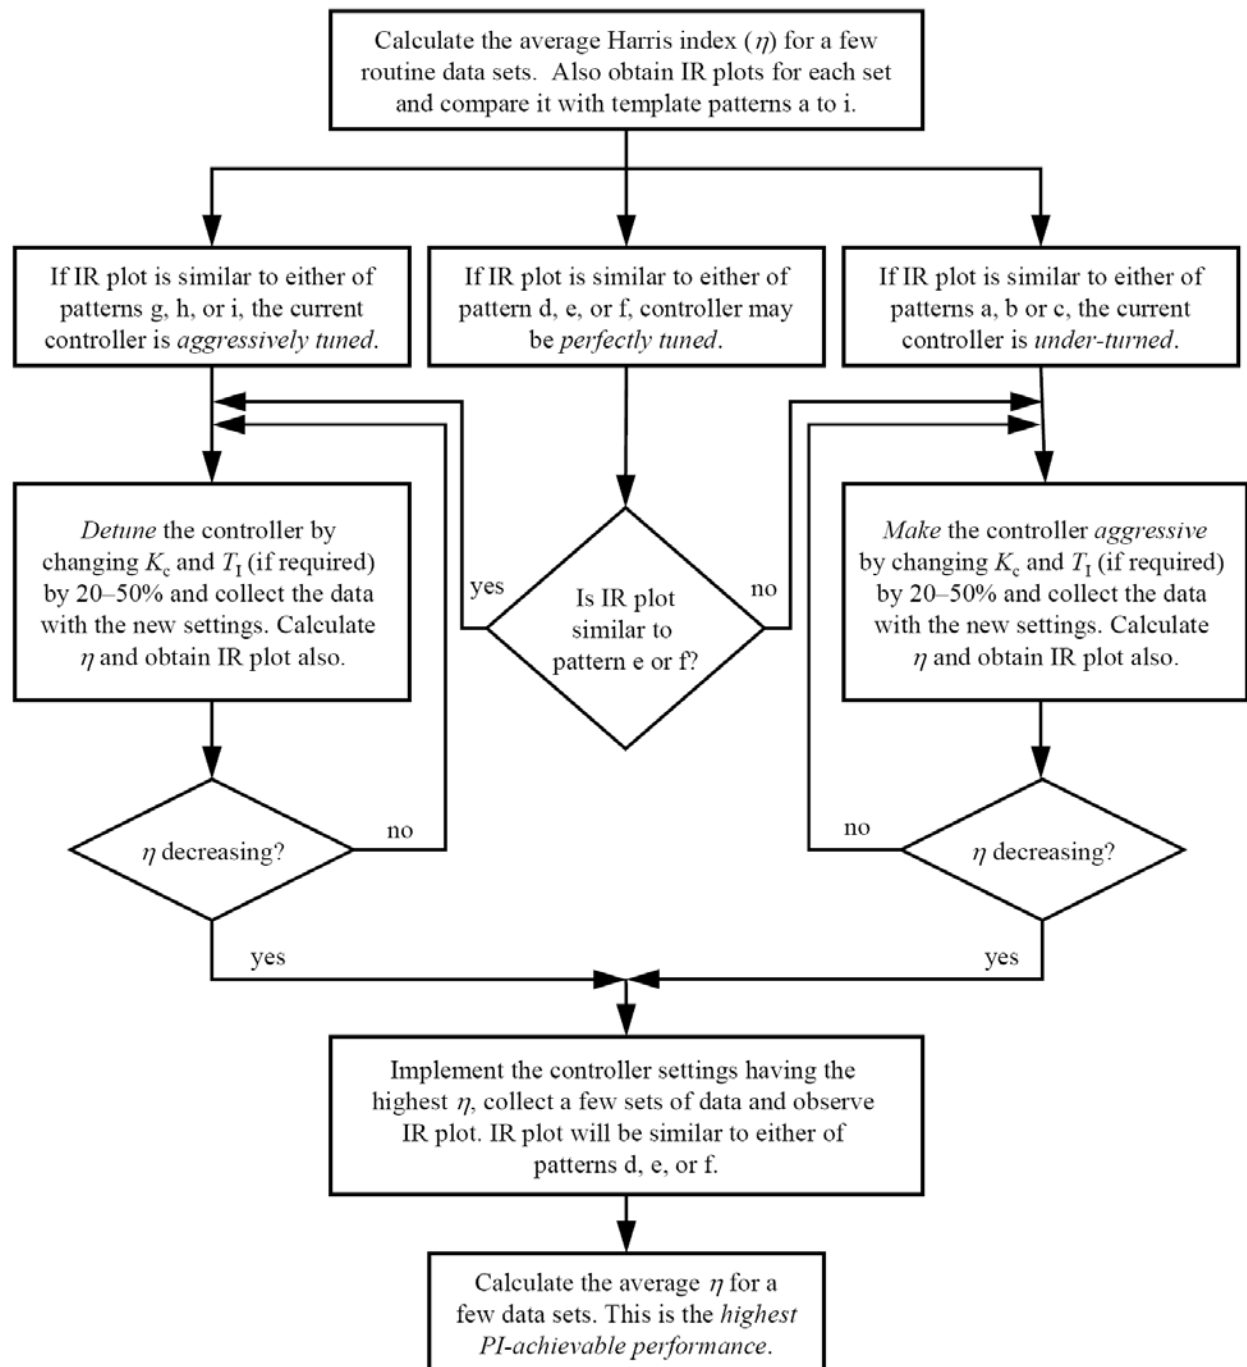 Calculate the average Harris index (η) for a few
routine data sets.  Also obtain IR plots for each set
and compare it with template patterns a to i.
If IR plot is similar to either of
patterns g, h, or i, the current
controller is aggressively tuned.
If IR plot is similar to either of
pattern d, e, or f, controller may
be perfectly tuned.
If IR plot is similar to either of
patterns a, b or c, the current
controller is under-turned.
Detune the controller by
changing Kc and TI (if required)
by 20–50% and collect the data
with the new settings. Calculate
η and obtain IR plot also.
yes
Is IR plot
similar to
pattern e or f?
no
Make the controller aggressive
by changing Kc and TI (if required)
by 20–50% and collect the data
with the new settings. Calculate
η and obtain IR plot also.
η decreasing?
no
no
η decreasing?
yes
yes
Implement the controller settings having the
highest η, collect a few sets of data and observe
IR plot. IR plot will be similar to either of
patterns d, e, or f.
Calculate the average η for a
few data sets. This is the highest
PI-achievable performance.